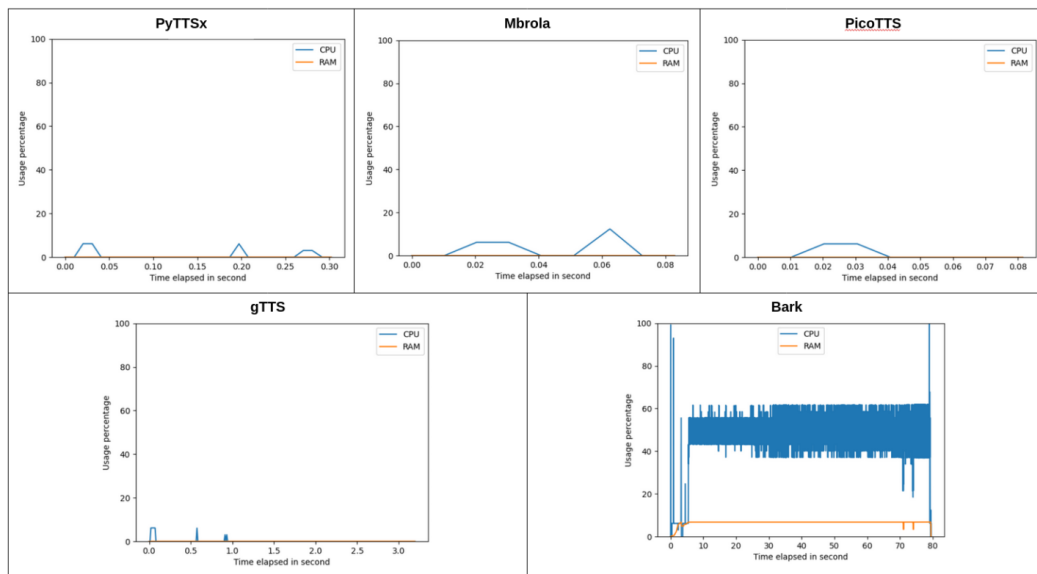 PyTTSx
Mbrola
PicoTTS
100
80
60
40
20
0
Usage percentage
CPU
RAM
0.00 0.05 0.10 0.15 0.20 0.25 0.30
Time elapsed in second
100
80
60
40
20
0
Usage percentage
CPU
RAM
0.00 0.02 0.04 0.06 0.08
Time elapsed in second
100
80
60
40
20
0
Usage percentage
CPU
RAM
0.00 0.01 0.02 0.03 0.04 0.05 0.06 0.07 0.08
Time elapsed in second
gTTS
Bark
100
80
60
40
20
0
Usage percentage
CPU
RAM
0.0 0.5 1.0 1.5 2.0 2.5 3.0
Time elapsed in second
100
80
60
40
20
0
Usage percentage
CPU
RAM
0 10 20 30 40 50 60 70 80
Time elapsed in second